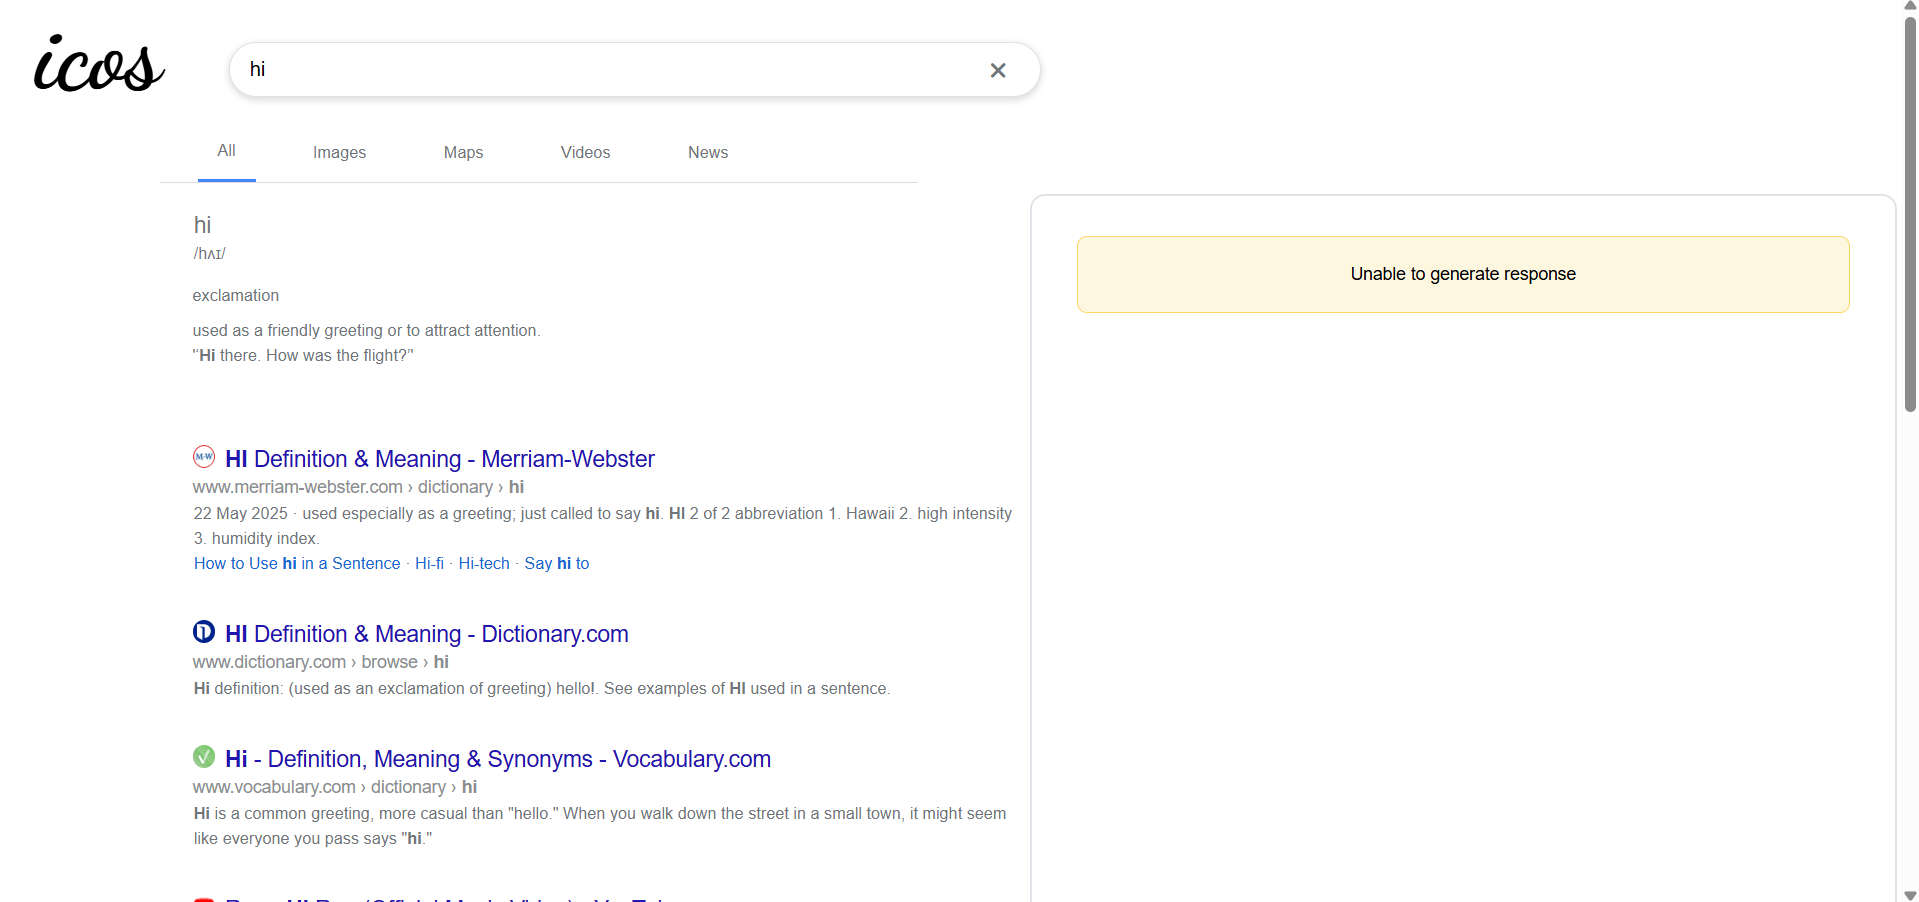 icos
hi
All
Images
Maps
Videos
News
hi
/hʌɪ/
exclamation
used as a friendly greeting or to attract attention.
"‘Hi there. How was the flight?’"
Unable to generate response
M-W
HI Definition & Meaning - Merriam-Webster
www.merriam-webster.com › dictionary › hi
22 May 2025 · used especially as a greeting; just called to say hi. HI 2 of 2 abbreviation 1. Hawaii 2. high intensity
3. humidity index.
How to Use hi in a Sentence · Hi-fi · Hi-tech · Say hi to
HI Definition & Meaning - Dictionary.com
www.dictionary.com › browse › hi
Hi definition: (used as an exclamation of greeting) hello!. See examples of HI used in a sentence.
Hi - Definition, Meaning & Synonyms - Vocabulary.com
www.vocabulary.com › dictionary › hi
Hi is a common greeting, more casual than "hello." When you walk down the street in a small town, it might seem
like everyone you pass says "hi."